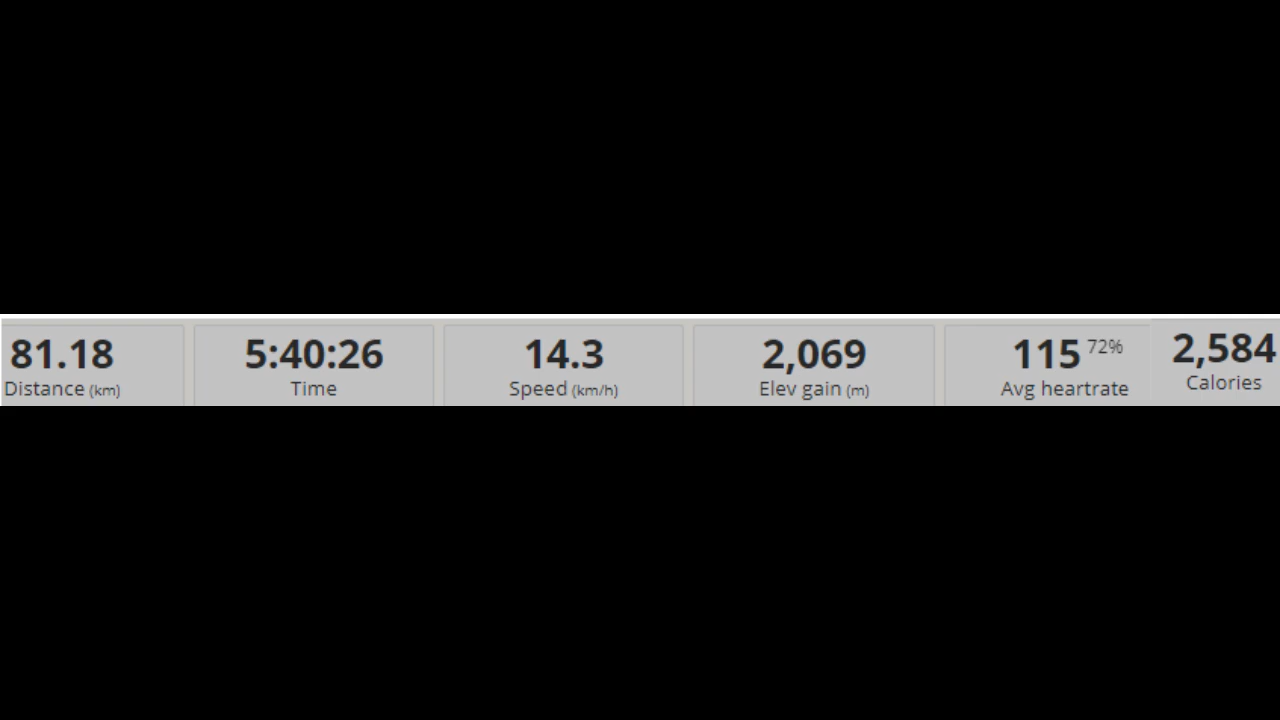 81.18 5:40:26 14.3 2,069 115 72% 2,584
Distance (km) Time Speed (km/h) Elev gain (m) Avg heartrate Calories